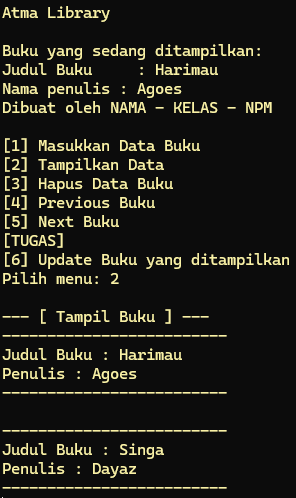 Atma Library
Buku yang sedang ditampilkan:
Judul Buku     : Harimau
Nama penulis : Agoes
Dibuat oleh NAMA - KELAS - NPM
[1] Masukkan Data Buku
[2] Tampilkan Data
[3] Hapus Data Buku
[4] Previous Buku
[5] Next Buku
[TUGAS]
[6] Update Buku yang ditampilkan
Pilih menu: 2
--- [ Tampil Buku ] ---
-------------------------
Judul Buku : Harimau
Penulis : Agoes
-------------------------
-------------------------
Judul Buku : Singa
Penulis : Dayaz
-------------------------